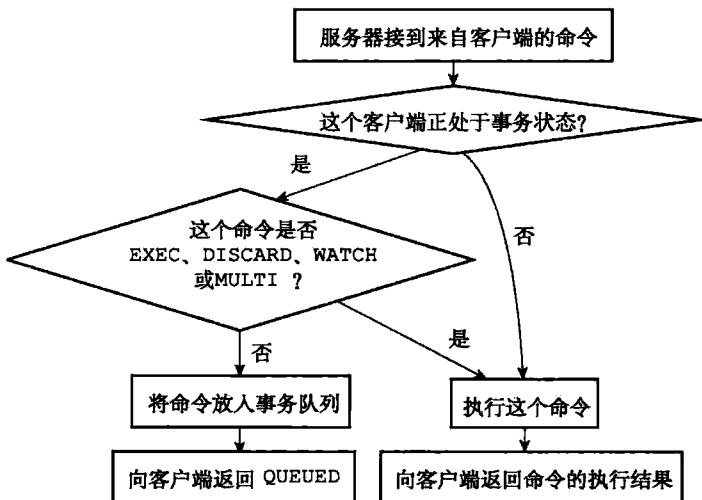 服务器接到来自客户端的命令
这个客户端正处于事务状态?
是
这个命令是否
EXEC、DISCARD、WATCH
或MULTI ?
否
是
否
将命令放入事务队列
执行这个命令
向客户端返回 QUEUED
向客户端返回命令的执行结果